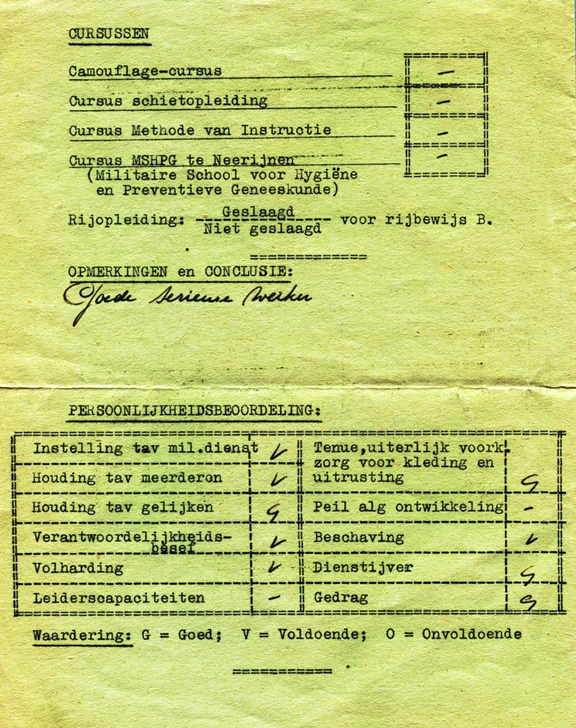 CURSUSSEN
Camouflage-cursus –
Cursus schietopleiding –
Cursus Methode van Instructie –
Cursus MSHPG te Neerijnen –
(Militaire School voor Hygiëne
en Preventieve Geneeskunde)
Geslaagd
Rijopleiding: voor rijbewijs B.
Niet geslaagd
OPMERKINGEN en CONCLUSIE:
Goede serieuse werker
PERSOONLIJKHEIDSBEOORDELING:
Instelling tav mil.dienst V Tenue,uiterlijk voork.
zorg voor kleding en
Houding tav meerderen V uitrusting G
Houding tav gelijken G Peil alg ontwikkeling –
Verantwoordelijkheids- V Beschaving V
besef
Volharding V Dienstijver G
Leiderscapaciteiten – Gedrag G
Waardering: G = Goed; V = Voldoende; O = Onvoldoende